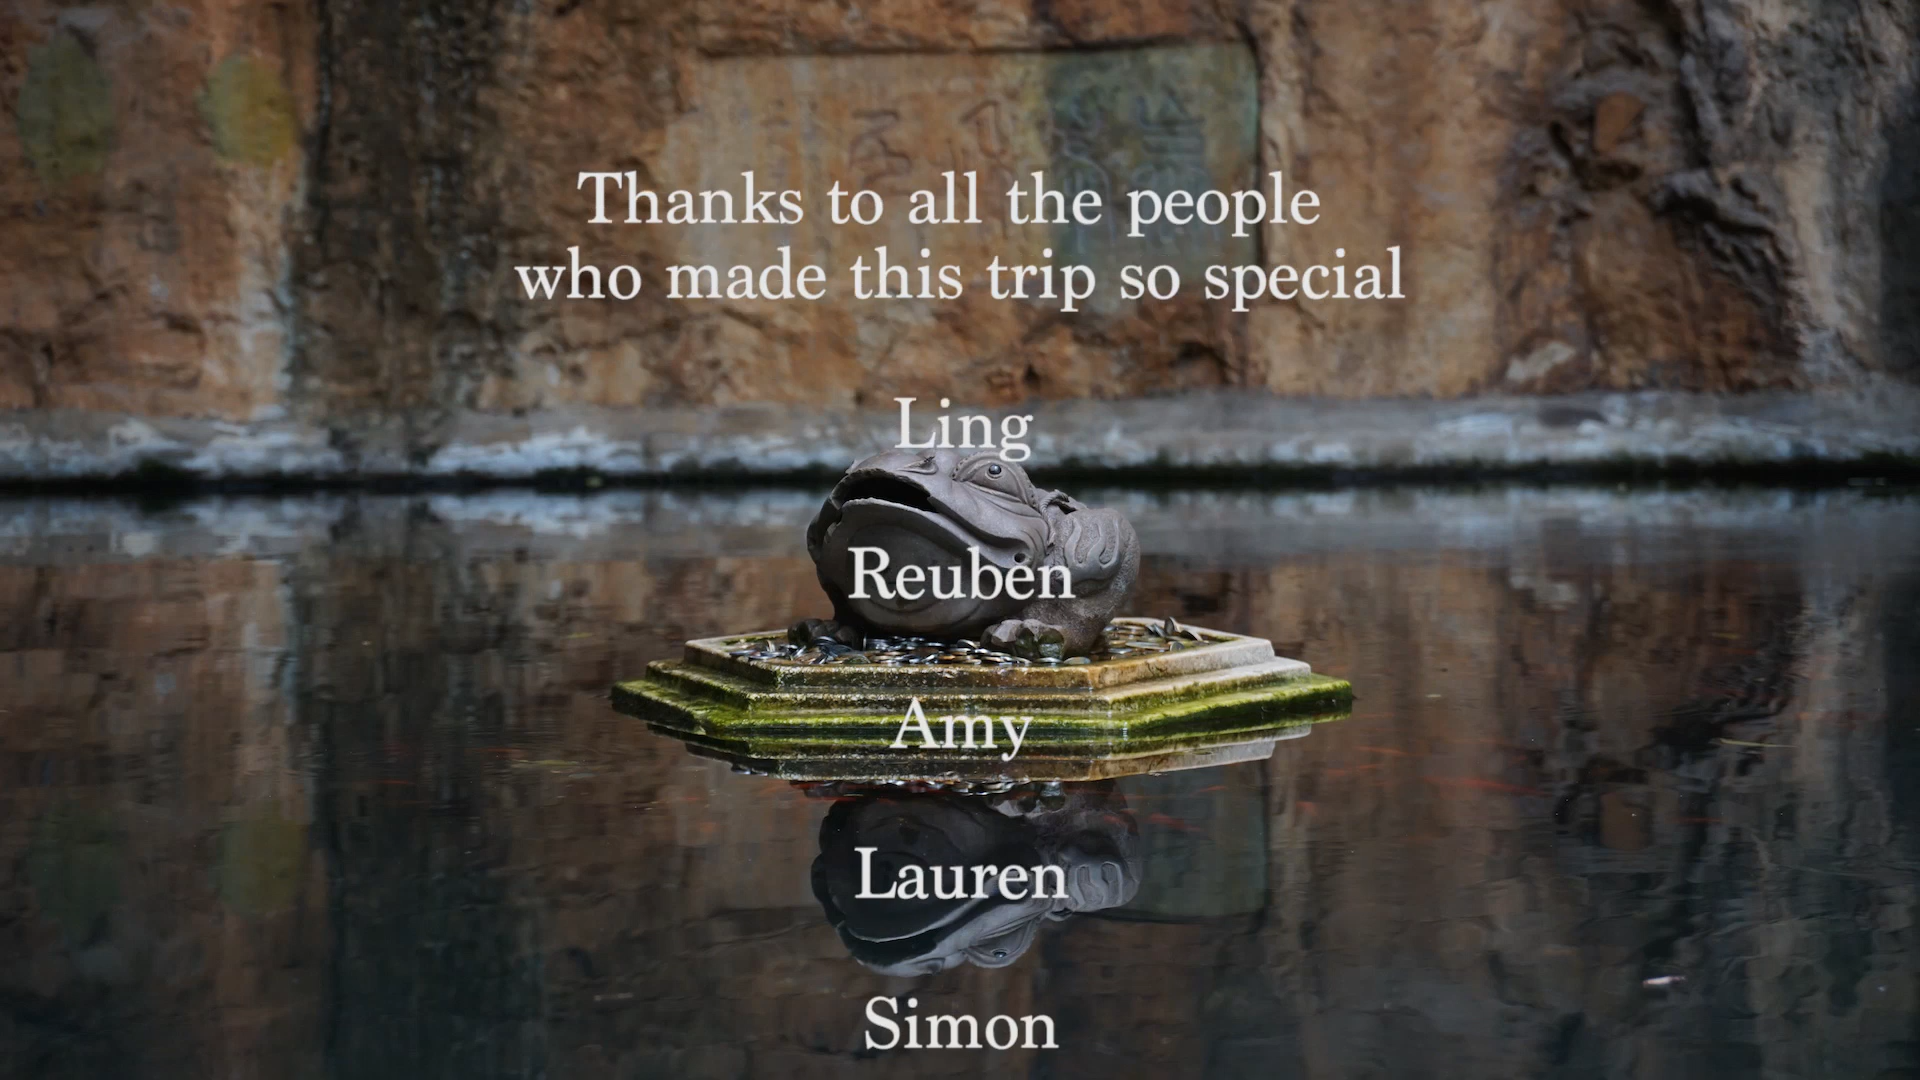 Thanks to all the people
who made this trip so special
Ling
Reuben
Amy
Lauren
Simon